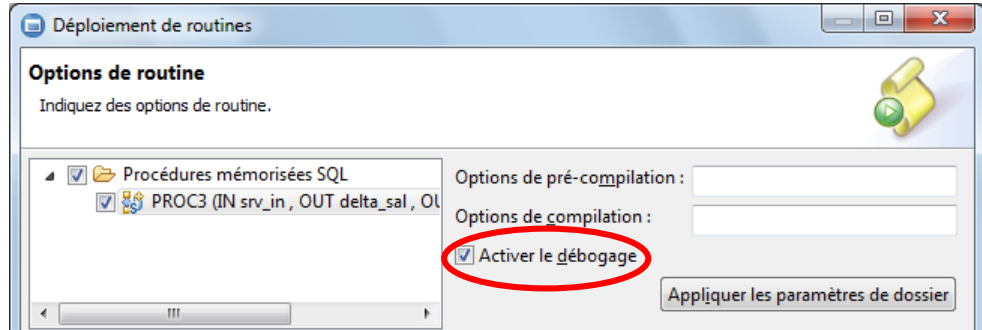 Déploiement de routines
Options de routine
Indiquez des options de routine.
Procédures mémorisées SQL
PROC3 (IN srv_in , OUT delta_sal , OU
Options de pré-compilation :
Options de compilation :
Activer le débogage
Appliquer les paramètres de dossier